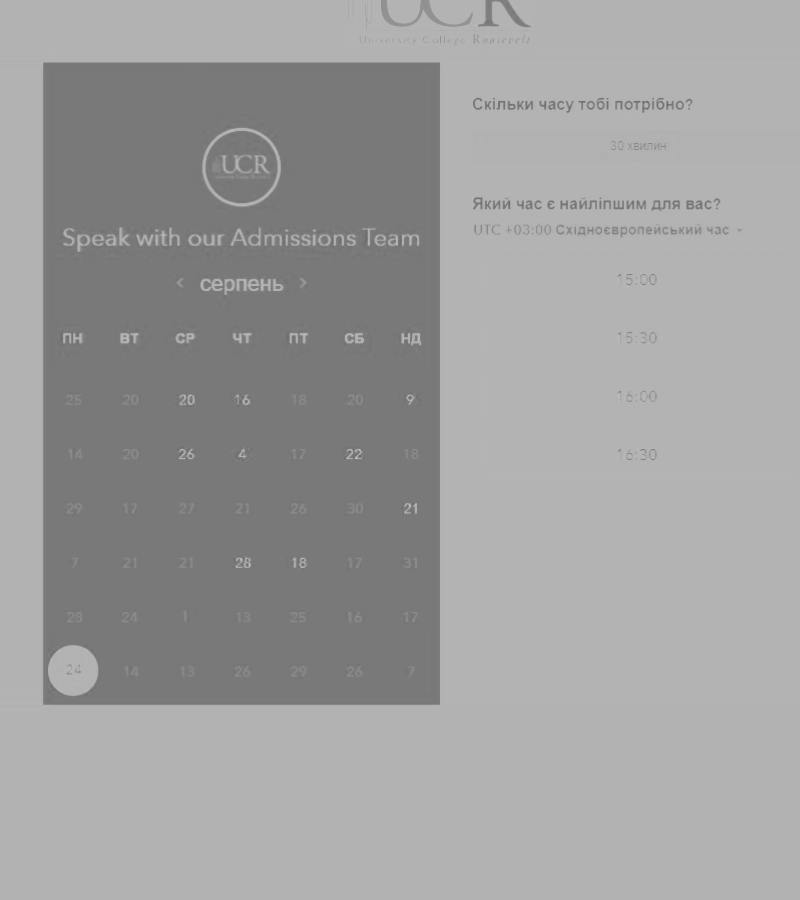 UCR
University College Roosevelt
UCR
Speak with our Admissions Team
серпень
ПН ВТ СР ЧТ ПТ СБ НД
25 20 20 16 18 20 9
14 20 26 4 17 22 18
29 17 27 21 26 30 21
7 21 21 28 18 17 31
28 24 1 13 25 16 17
24 14 13 26 29 26 7
Скільки часу тобі потрібно?
30 хвилин
Який час є найліпшим для вас?
UTC +03:00 Східноєвропейський час
15:00
15:30
16:00
16:30